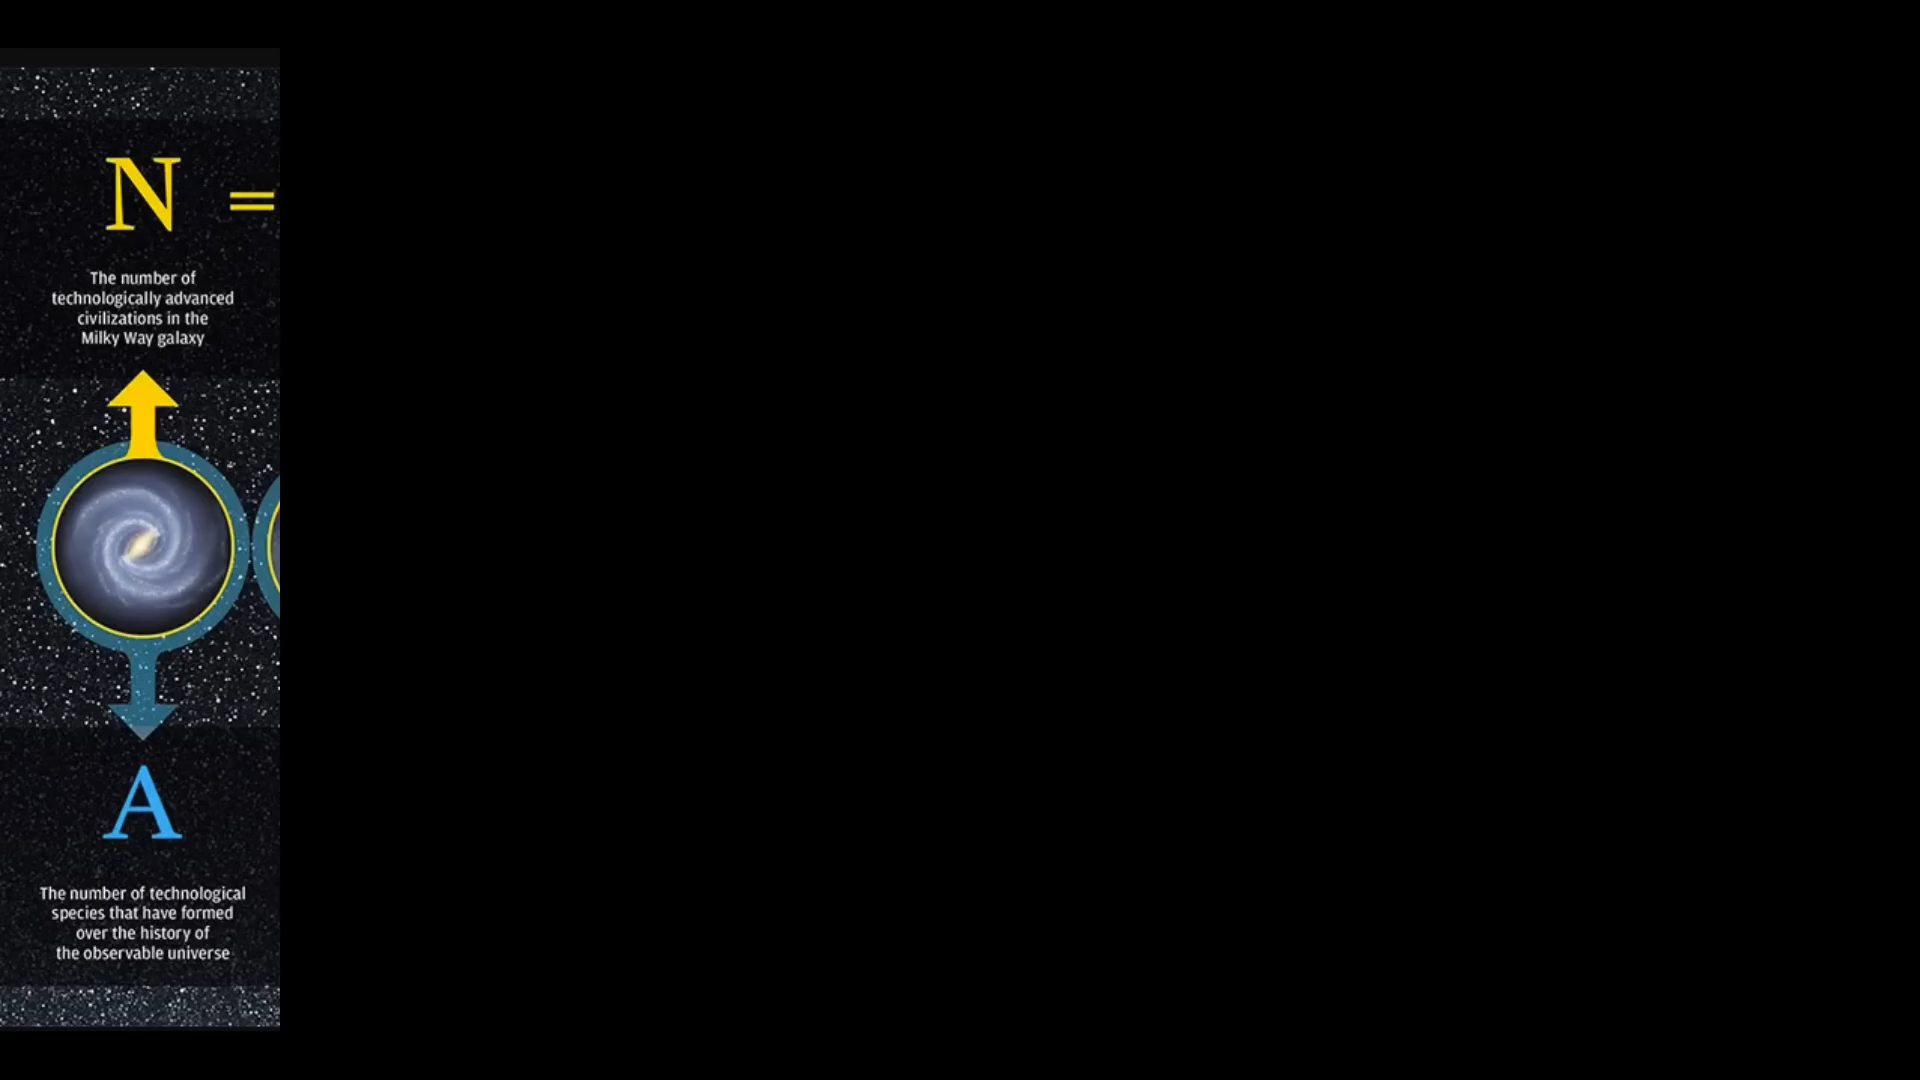 N =
The number of
technologically advanced
civilizations in the
Milky Way galaxy
A
The number of technological
species that have formed
over the history of
the observable universe